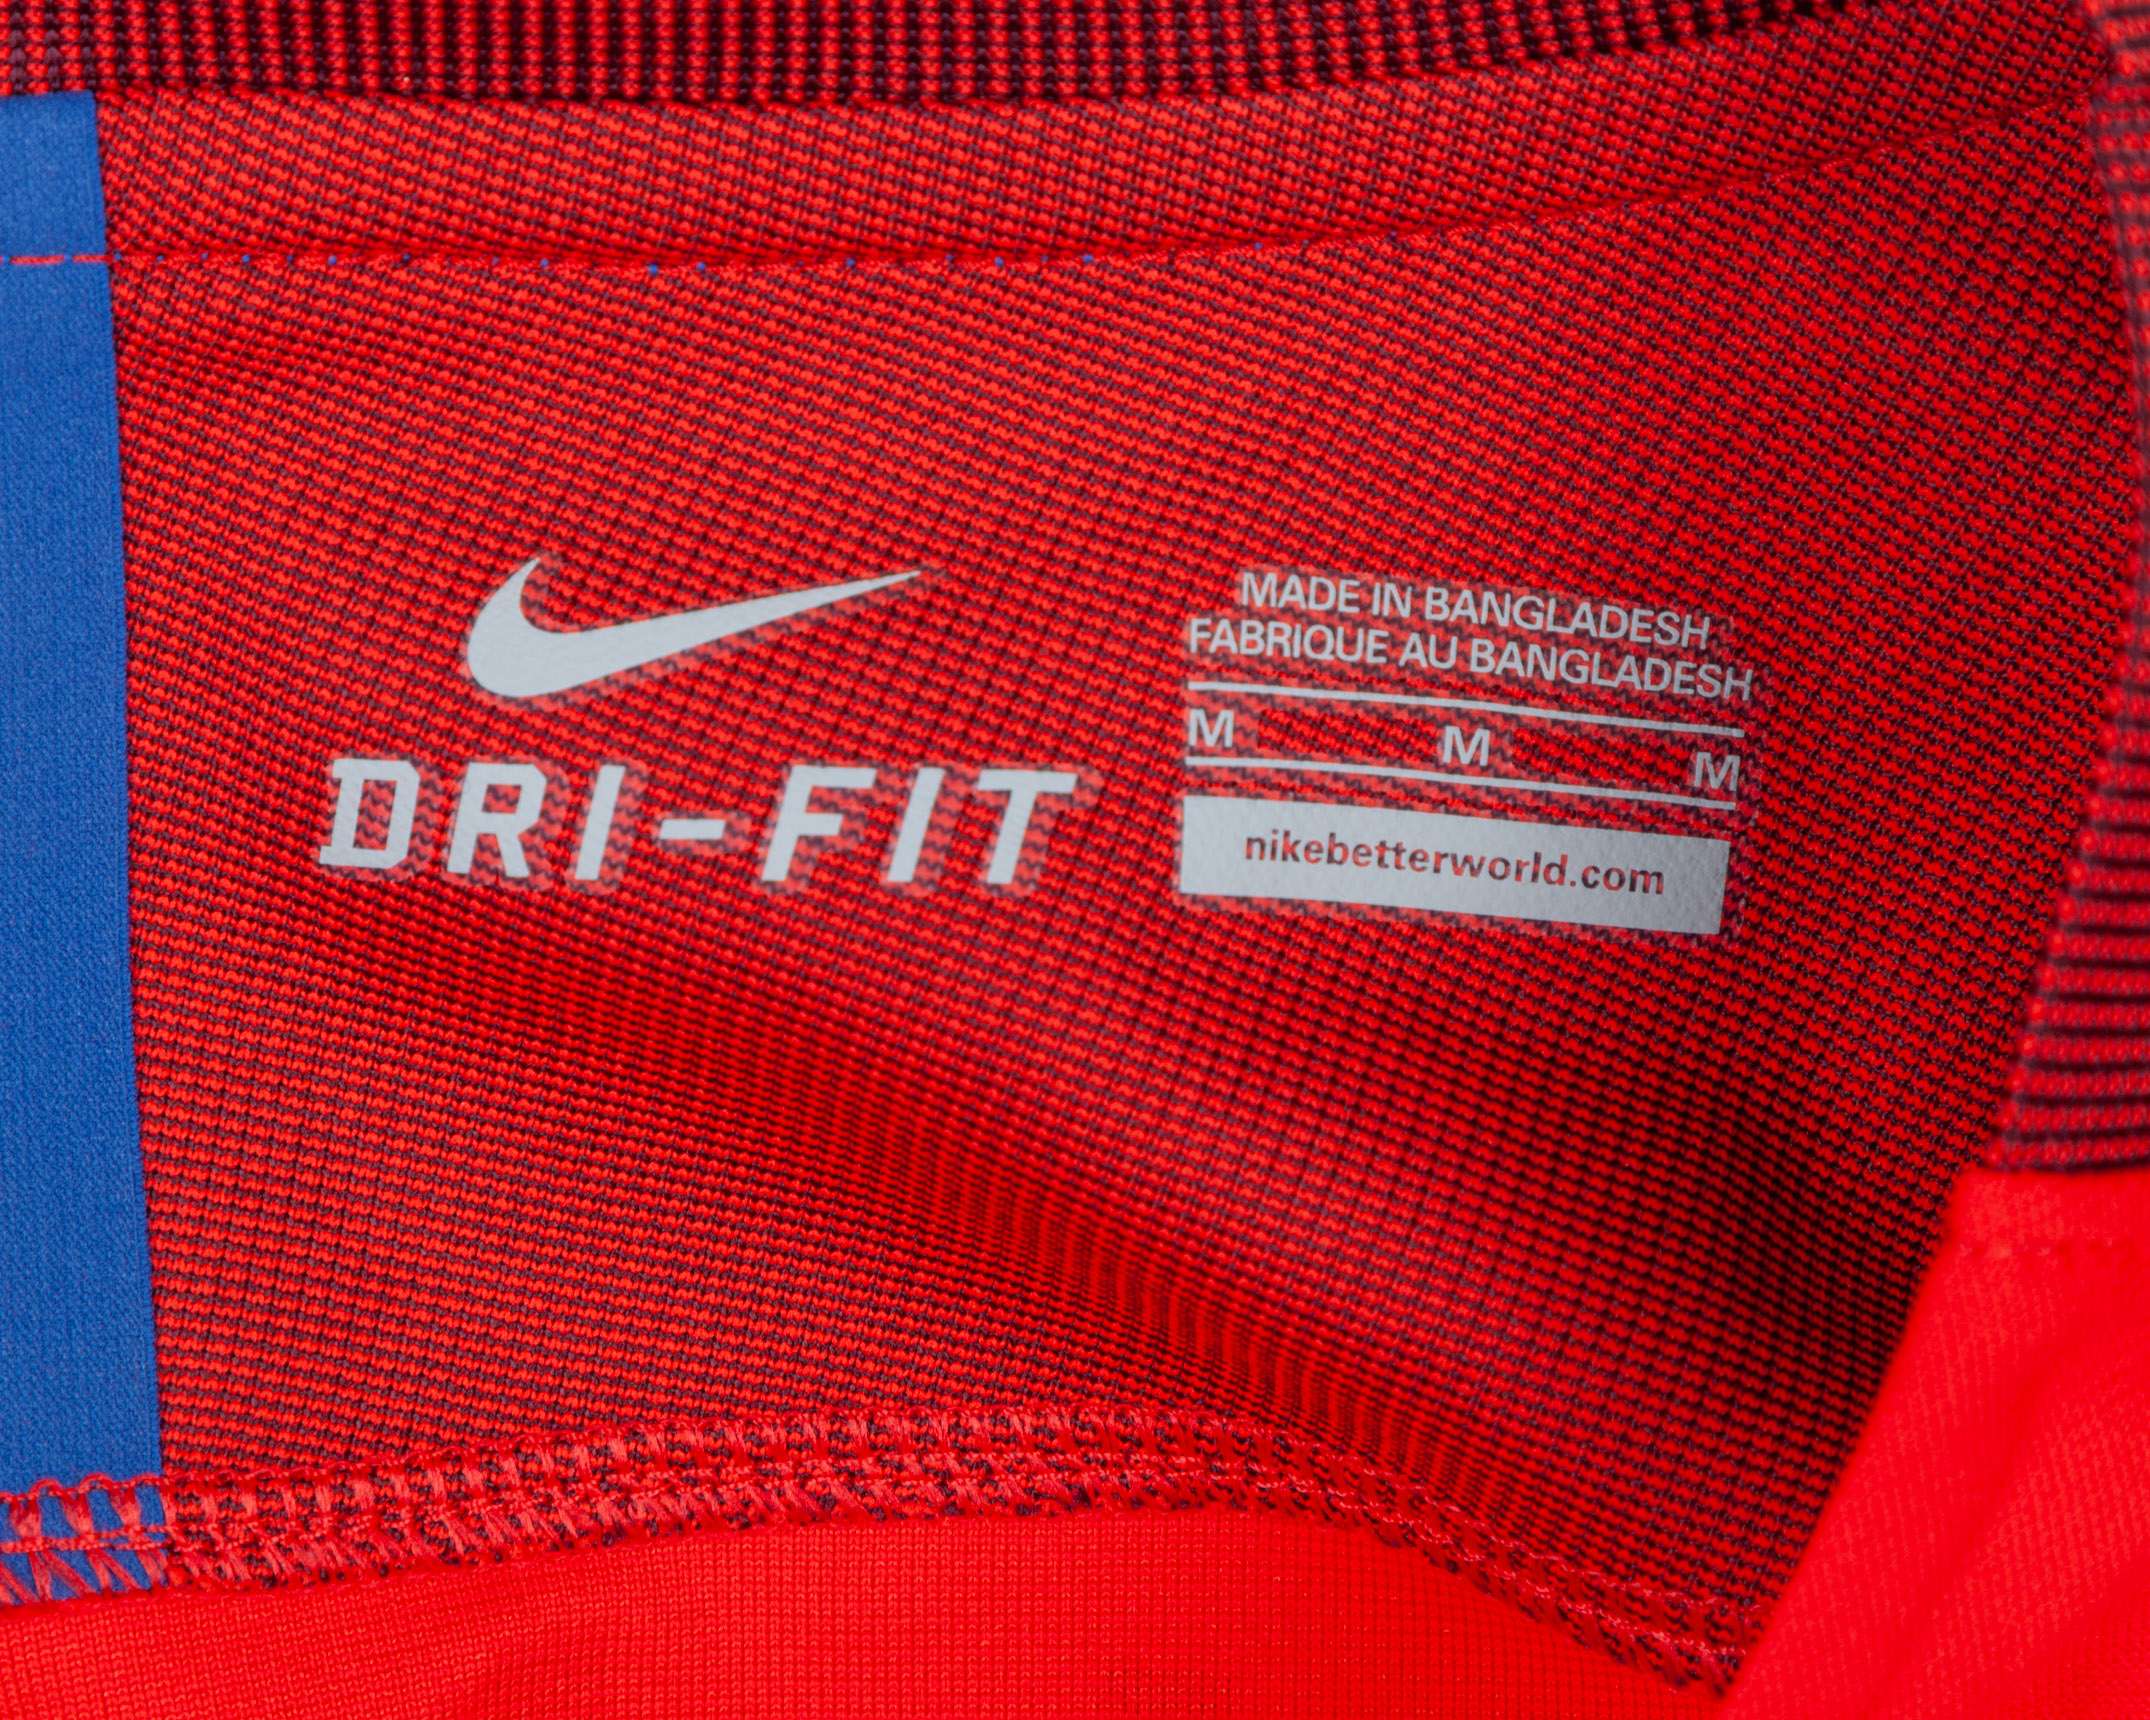 DRI-FIT
MADE IN BANGLADESH
FABRIQUE AU BANGLADESH
M M M
nikebetterworld.com